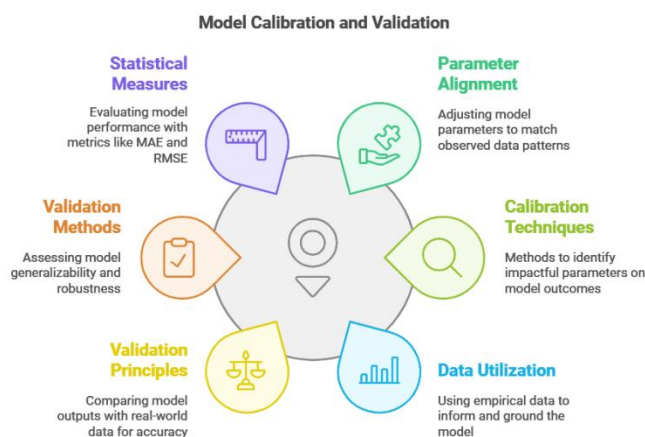 Model Calibration and Validation
Statistical
Measures
Evaluating model
performance with
metrics like MAE and
RMSE
Parameter
Alignment
Adjusting model
parameters to match
observed data patterns
Validation
Methods
Assessing model
generalizability and
robustness
Calibration
Techniques
Methods to identify
impactful parameters on
model outcomes
Validation
Principles
Comparing model
outputs with real-world
data for accuracy
Data Utilization
Using empirical data to
inform and ground the
model